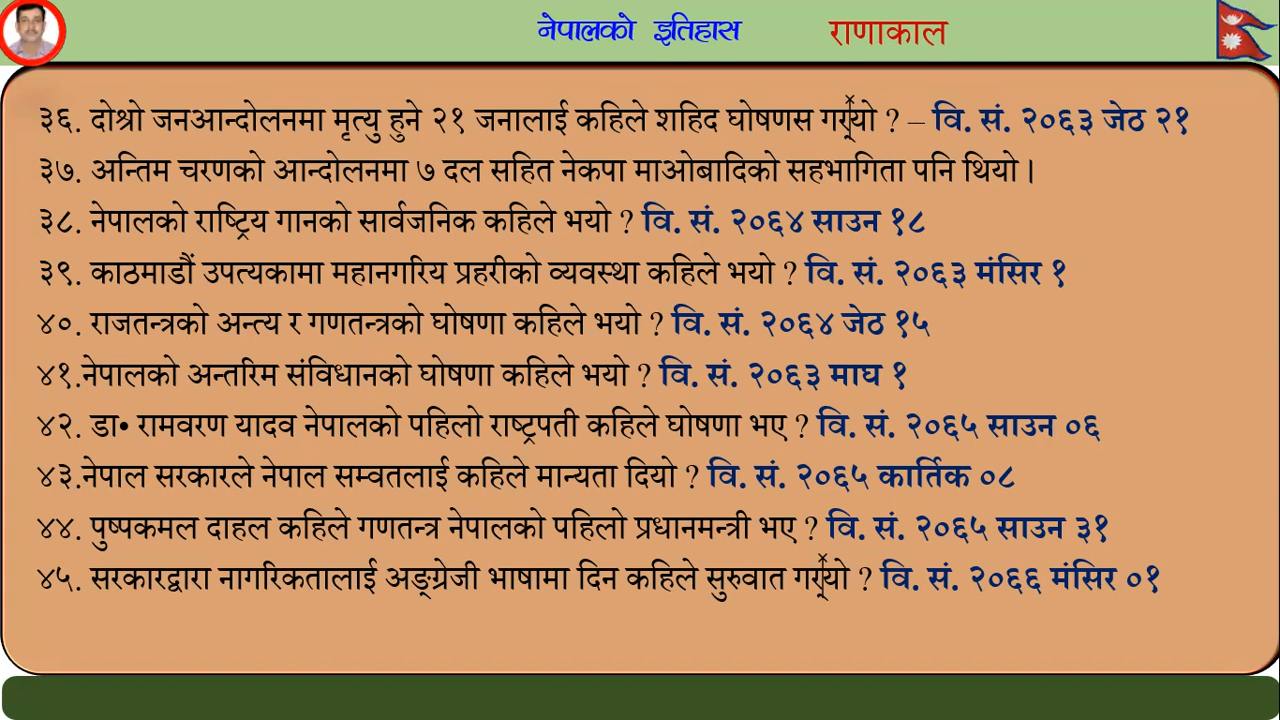 नेपालको इतिहास राणाकाल
३६. दोश्रो जनआन्दोलनमा मृत्यु हुने २१ जनालाई कहिले शहिद घोषणस गर्‍यो ? – वि. सं. २०६३ जेठ २१
३७. अन्तिम चरणको आन्दोलनमा ७ दल सहित नेकपा माओबादिको सहभागिता पनि थियो ।
३८. नेपालको राष्ट्रिय गानको सार्वजनिक कहिले भयो ? वि. सं. २०६४ साउन १८
३९. काठमाडौं उपत्यकामा महानगरिय प्रहरीको व्यवस्था कहिले भयो ? वि. सं. २०६३ मंसिर १
४०. राजतन्त्रको अन्त्य र गणतन्त्रको घोषणा कहिले भयो ? वि. सं. २०६४ जेठ १५
४१.नेपालको अन्तरिम संविधानको घोषणा कहिले भयो ? वि. सं. २०६३ माघ १
४२. डा• रामवरण यादव नेपालको पहिलो राष्ट्रपती कहिले घोषणा भए ? वि. सं. २०६५ साउन ०६
४३.नेपाल सरकारले नेपाल सम्वतलाई कहिले मान्यता दियो ? वि. सं. २०६५ कार्तिक ०८
४४. पुष्पकमल दाहल कहिले गणतन्त्र नेपालको पहिलो प्रधानमन्त्री भए ? वि. सं. २०६५ साउन ३१
४५. सरकारद्वारा नागरिकतालाई अङ्ग्रेजी भाषामा दिन कहिले सुरुवात गर्‍यो ? वि. सं. २०६६ मंसिर ०१